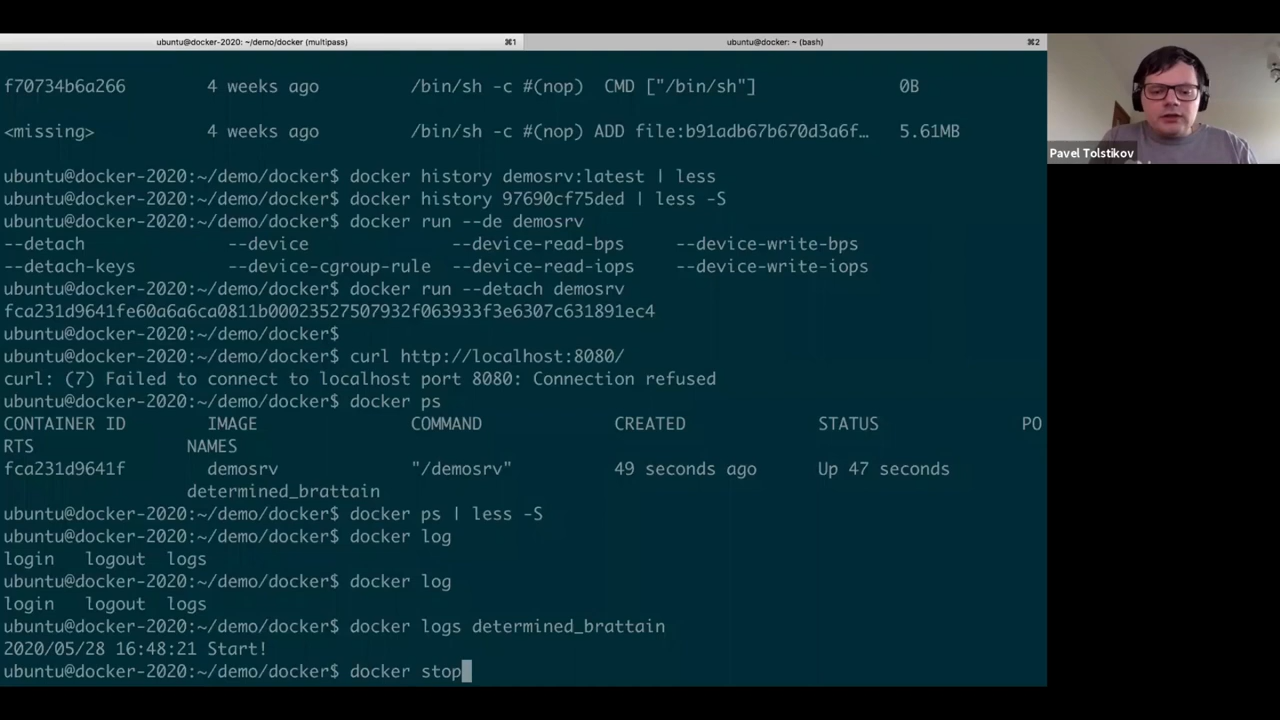 ubuntu@docker-2020: ~/demo/docker (multipass) ⌘1 ubuntu@docker: ~ (bash) ⌘2
f70734b6a266 4 weeks ago /bin/sh -c #(nop) CMD ["/bin/sh"] 0B
<missing> 4 weeks ago /bin/sh -c #(nop) ADD file:b91adb67b670d3a6f… 5.61MB
Pavel Tolstikov
ubuntu@docker-2020:~/demo/docker$ docker history demosrv:latest | less
ubuntu@docker-2020:~/demo/docker$ docker history 97690cf75ded | less -S
ubuntu@docker-2020:~/demo/docker$ docker run --de demosrv
--detach --device --device-read-bps --device-write-bps
--detach-keys --device-cgroup-rule --device-read-iops --device-write-iops
ubuntu@docker-2020:~/demo/docker$ docker run --detach demosrv
fca231d9641fe60a6a6ca0811b00023527507932f063933f3e6307c631891ec4
ubuntu@docker-2020:~/demo/docker$
ubuntu@docker-2020:~/demo/docker$ curl http://localhost:8080/
curl: (7) Failed to connect to localhost port 8080: Connection refused
ubuntu@docker-2020:~/demo/docker$ docker ps
CONTAINER ID IMAGE COMMAND CREATED STATUS PO
RTS NAMES
fca231d9641f demosrv "/demosrv" 49 seconds ago Up 47 seconds
determined_brattain
ubuntu@docker-2020:~/demo/docker$ docker ps | less -S
ubuntu@docker-2020:~/demo/docker$ docker log
login logout logs
ubuntu@docker-2020:~/demo/docker$ docker log
login logout logs
ubuntu@docker-2020:~/demo/docker$ docker logs determined_brattain
2020/05/28 16:48:21 Start!
ubuntu@docker-2020:~/demo/docker$ docker stop